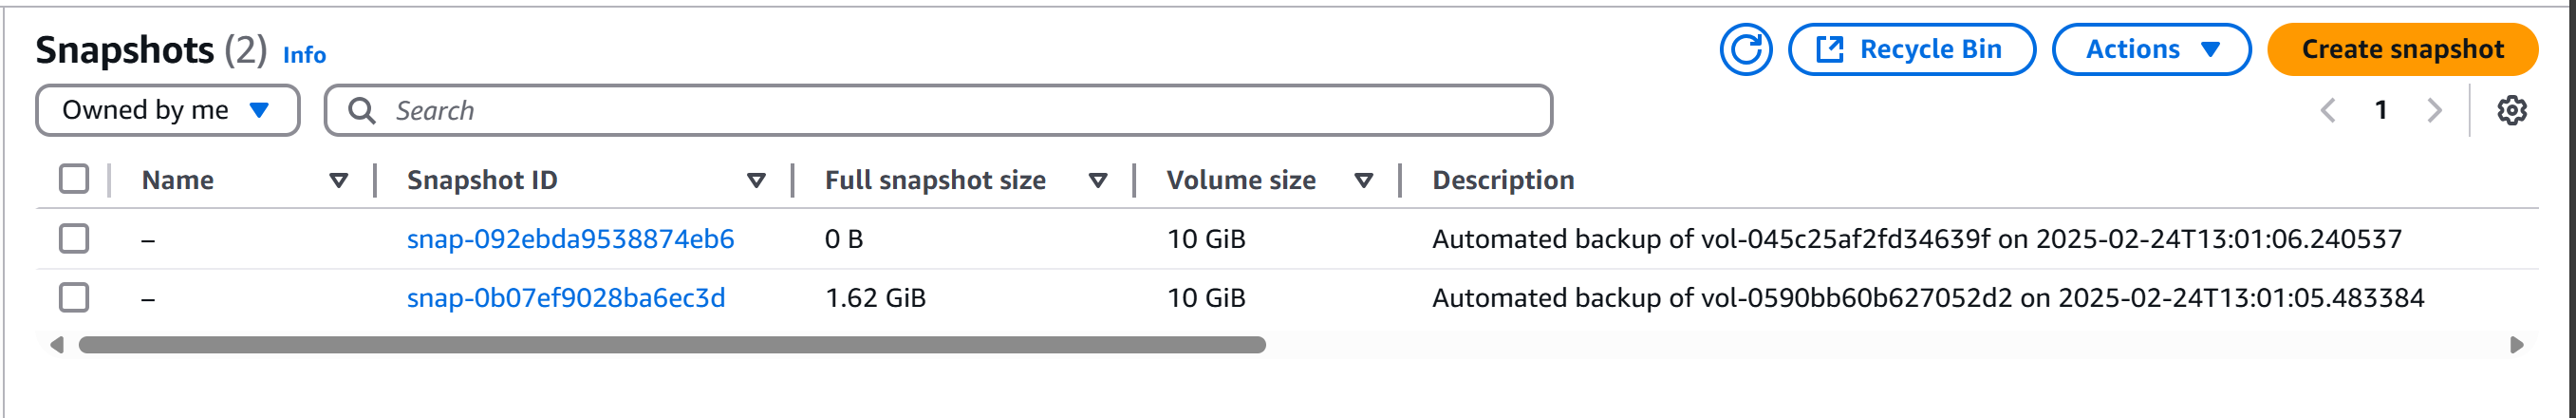 Snapshots (2) Info
Recycle Bin Actions Create snapshot
Owned by me Search 1
Name Snapshot ID Full snapshot size Volume size Description
– snap-092ebda9538874eb6 0 B 10 GiB Automated backup of vol-045c25af2fd34639f on 2025-02-24T13:01:06.240537
– snap-0b07ef9028ba6ec3d 1.62 GiB 10 GiB Automated backup of vol-0590bb60b627052d2 on 2025-02-24T13:01:05.483384